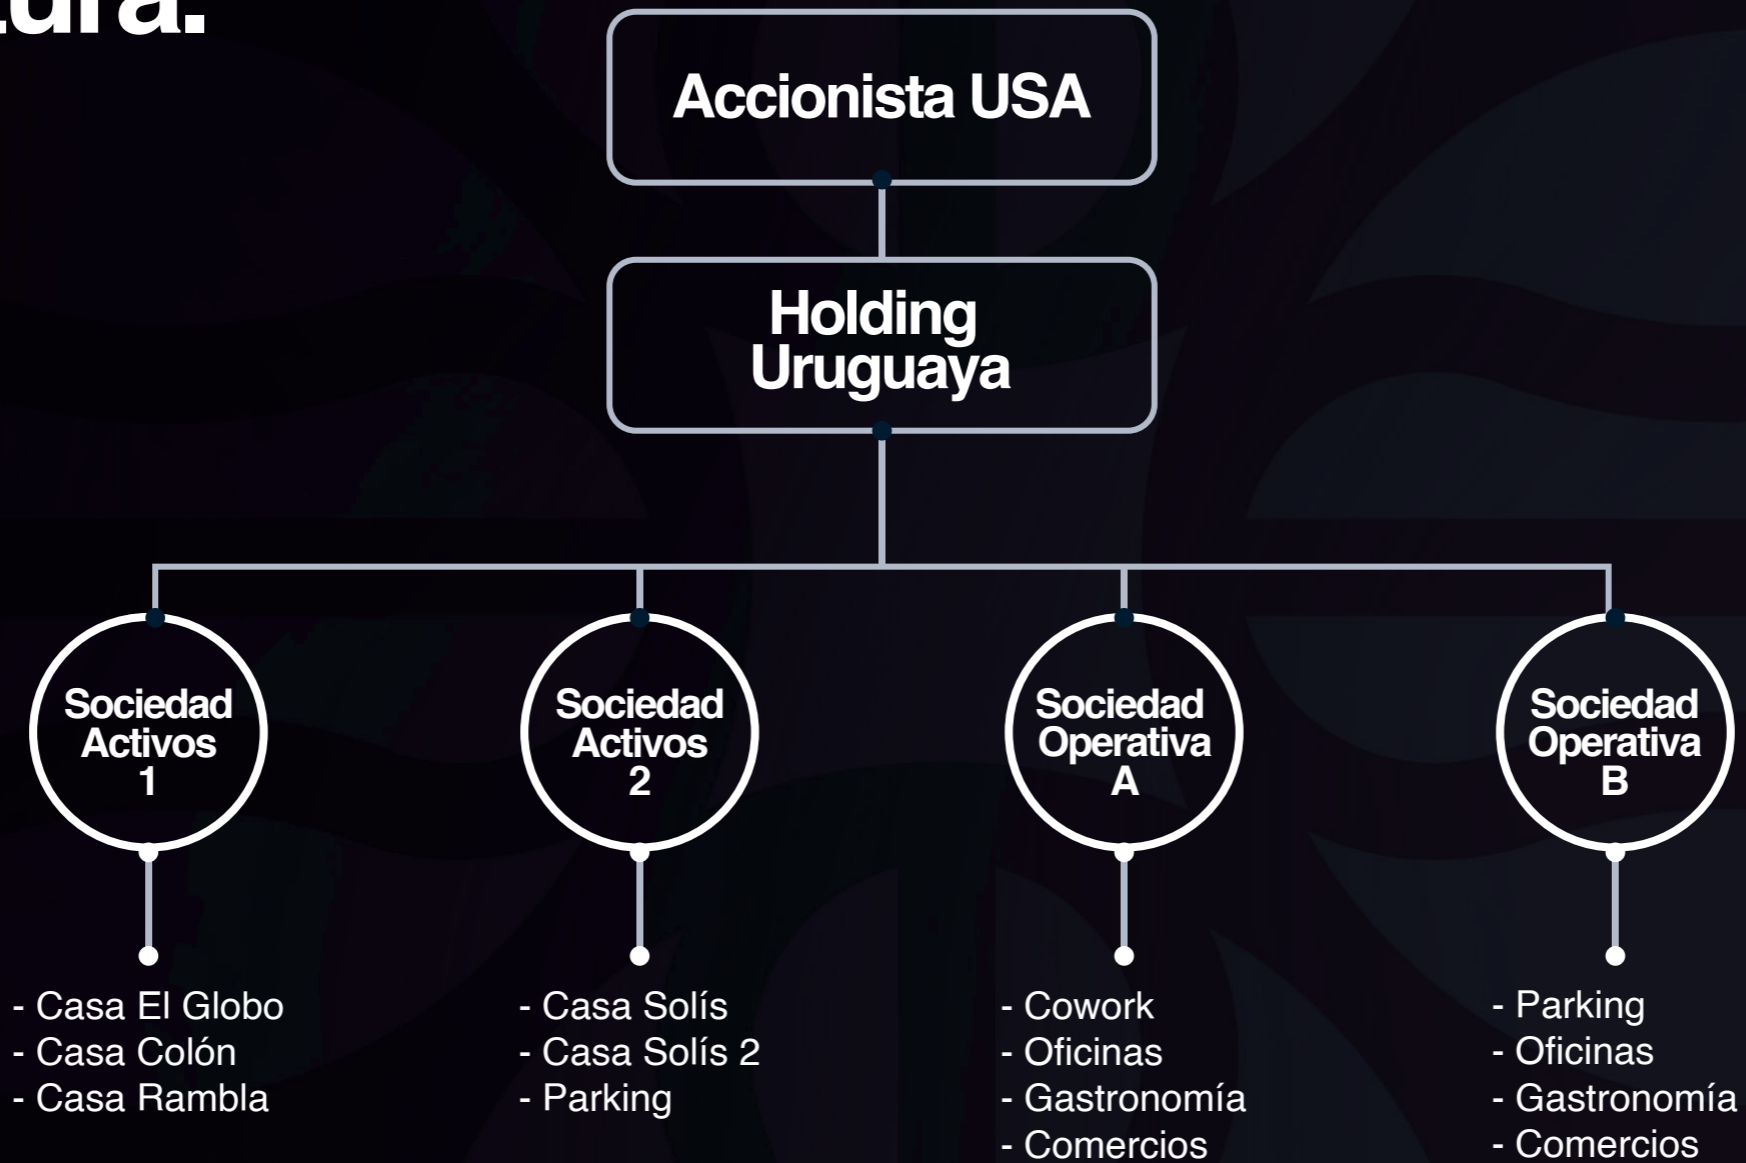 Accionista USA
Holding
Uruguaya
Sociedad
Activos
1
Sociedad
Activos
2
Sociedad
Operativa
A
Sociedad
Operativa
B
- Casa El Globo
- Casa Colón
- Casa Rambla
- Casa Solís
- Casa Solís 2
- Parking
- Cowork
- Oficinas
- Gastronomía
- Comercios
- Parking
- Oficinas
- Gastronomía
- Comercios